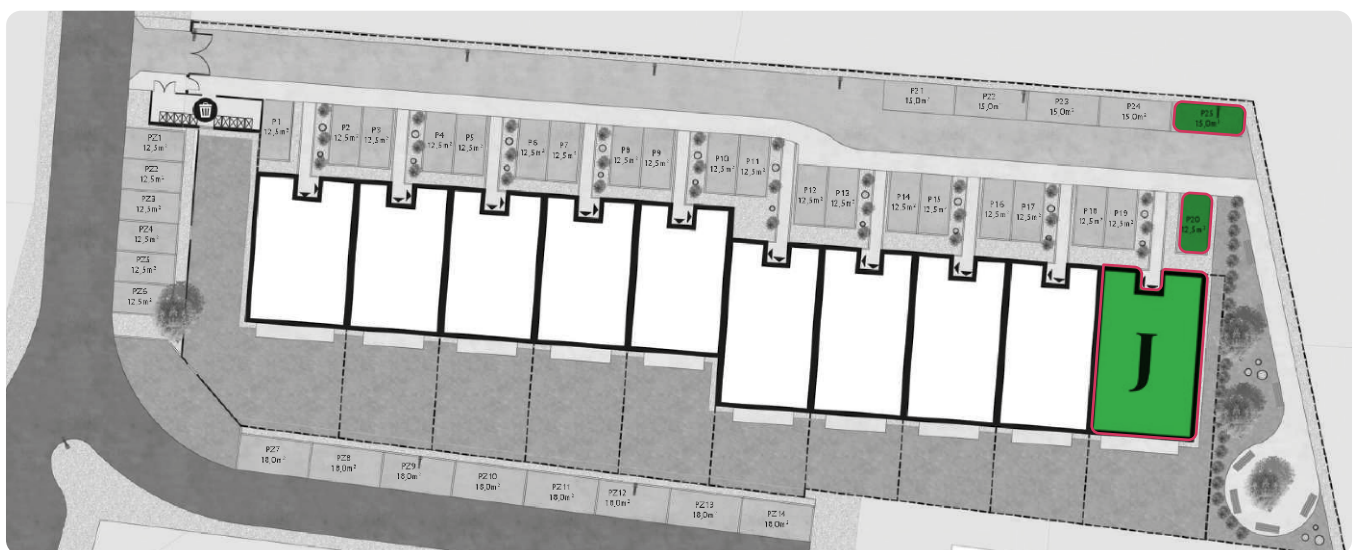 P21
15,0m²
P22
15,0m
P23
15,0m²
P24
15,0m²
P25
15,0m²
P1
12,5m²
P2
12,5m²
P3
12,5m²
P4
12,5m²
P5
12,5m²
P6
12,5m²
P7
12,5m²
P8
12,5m²
P9
12,5m²
P10
12,5m²
P11
12,5m²
P12
12,5m²
P13
12,5m²
P14
12,5m²
P15
12,5m²
P16
12,5m²
P17
12,5m²
P18
12,5m²
P19
12,5m²
P20
12,5m²
PZ1
12,5m²
PZ2
12,5m²
PZ3
12,5m²
PZ4
12,5m²
PZ5
12,5m²
PZ6
12,5m²
J
PZ7
18,0m²
PZ8
18,0m²
PZ9
18,0m²
PZ10
18,0m²
PZ11
18,0m²
PZ12
18,0m²
PZ13
18,0m²
PZ14
18,0m²